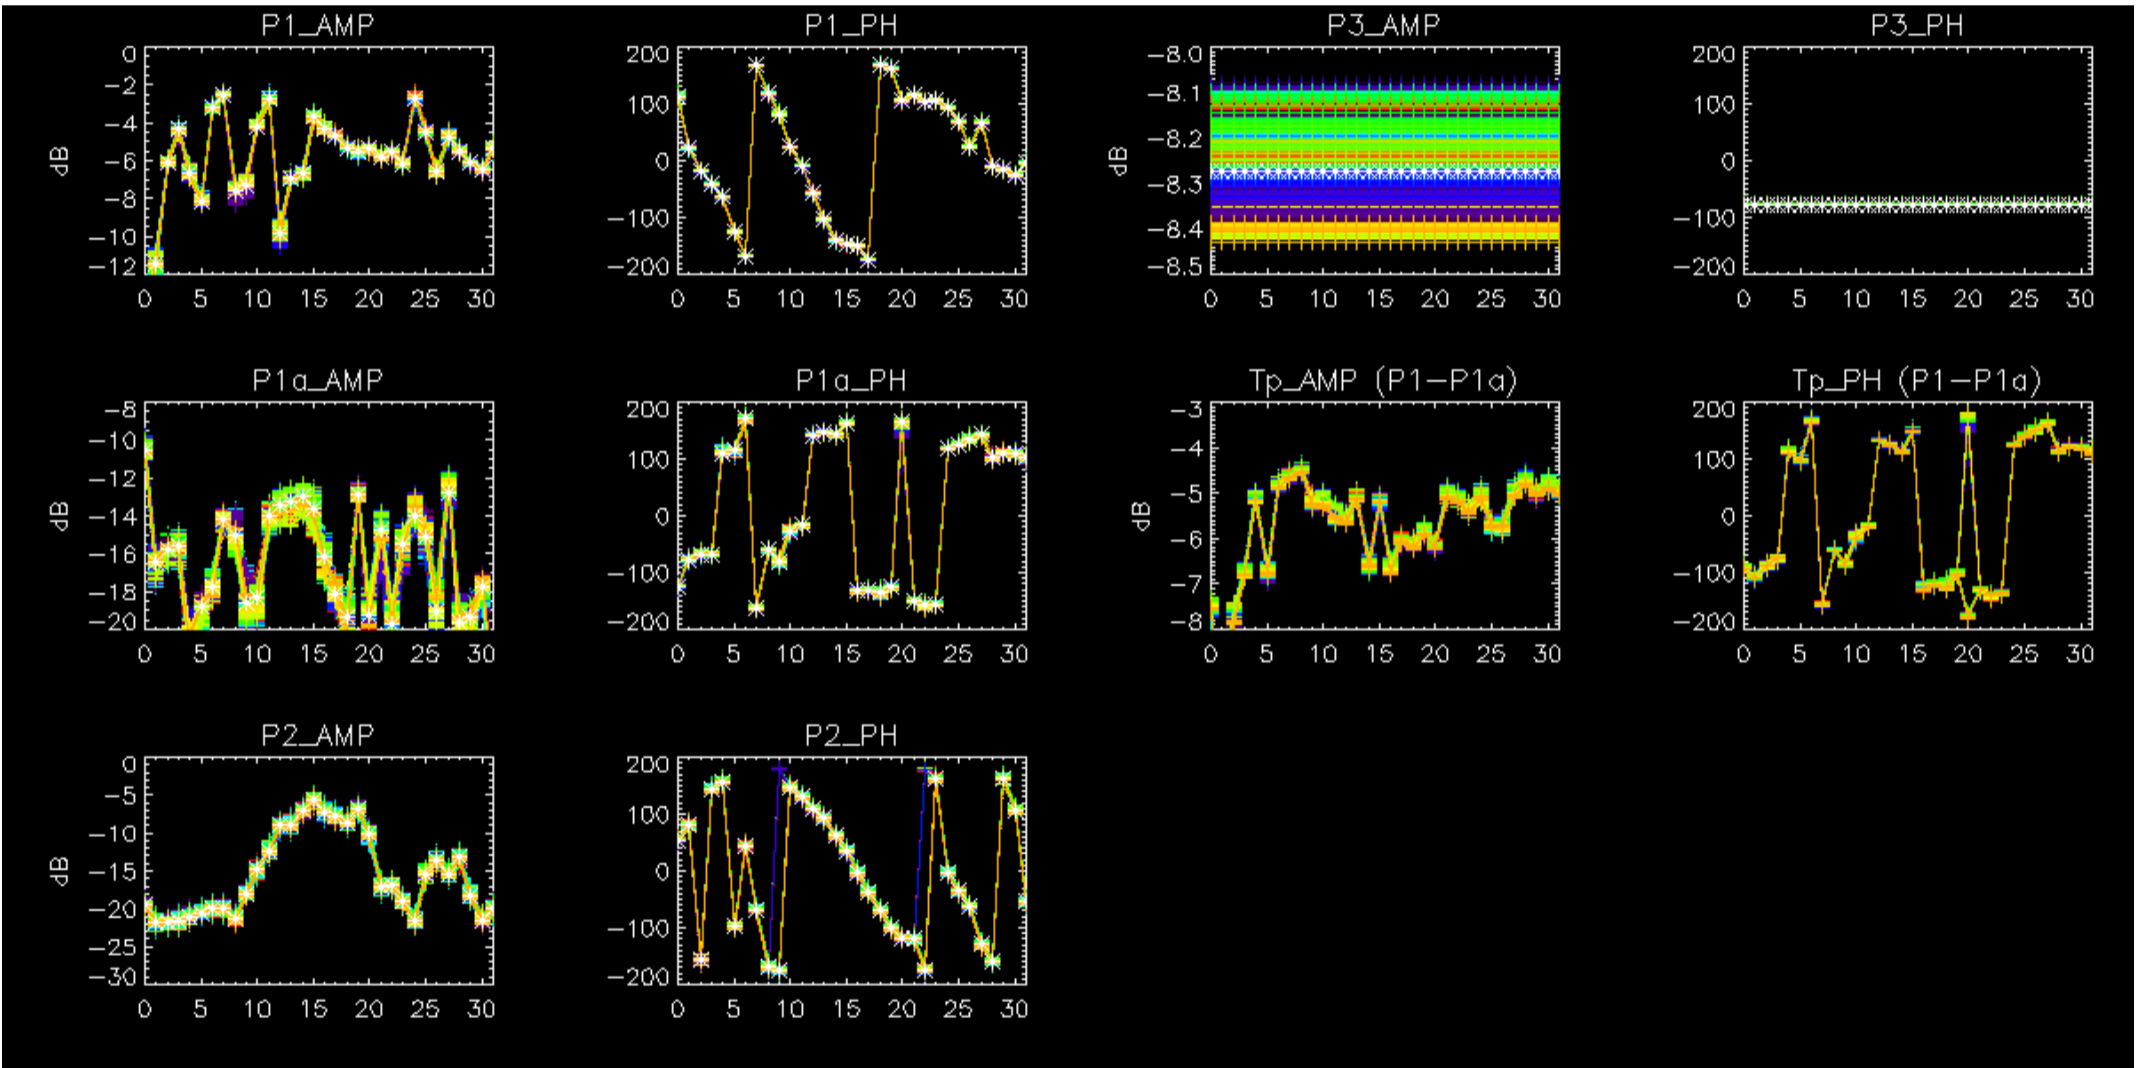 P1_AMP
dB
0
-2
-4
-6
-8
-10
-12
0 5 10 15 20 25 30
P1_PH
200
100
0
-100
-200
0 5 10 15 20 25 30
P3_AMP
dB
-8.0
-8.1
-8.2
-8.3
-8.4
-8.5
0 5 10 15 20 25 30
P3_PH
200
100
0
-100
-200
0 5 10 15 20 25 30
P1a_AMP
dB
-8
-10
-12
-14
-16
-18
-20
0 5 10 15 20 25 30
P1a_PH
200
100
0
-100
-200
0 5 10 15 20 25 30
Tp_AMP (P1-P1a)
dB
-3
-4
-5
-6
-7
-8
0 5 10 15 20 25 30
Tp_PH (P1-P1a)
200
100
0
-100
-200
0 5 10 15 20 25 30
P2_AMP
dB
0
-5
-10
-15
-20
-25
-30
0 5 10 15 20 25 30
P2_PH
200
100
0
-100
-200
0 5 10 15 20 25 30